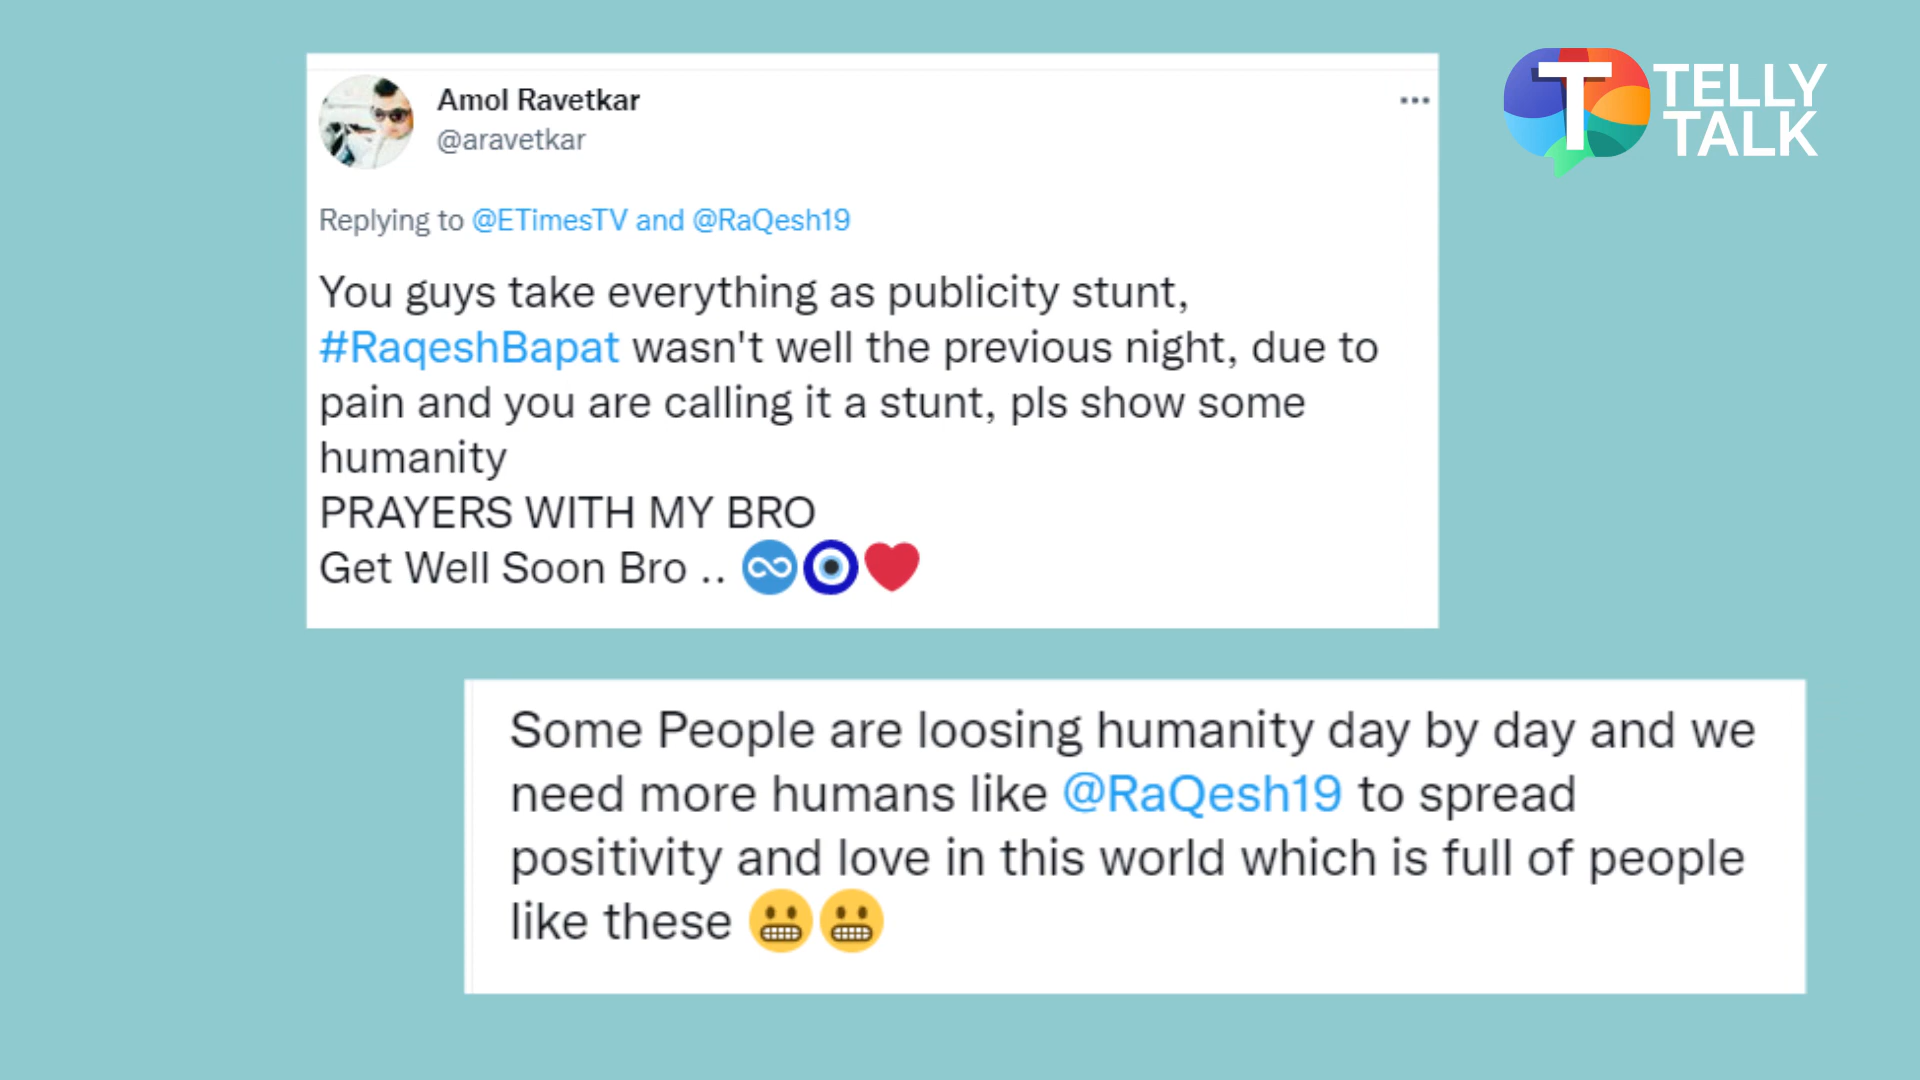 Amol Ravetkar
@aravetkar
Replying to @ETimesTV and @RaQesh19
You guys take everything as publicity stunt,
#RaqeshBapat wasn't well the previous night, due to
pain and you are calling it a stunt, pls show some
humanity
PRAYERS WITH MY BRO
Get Well Soon Bro .. ♾️🧿❤️
T TELLY
TALK
Some People are loosing humanity day by day and we
need more humans like @RaQesh19 to spread
positivity and love in this world which is full of people
like these 😬😬